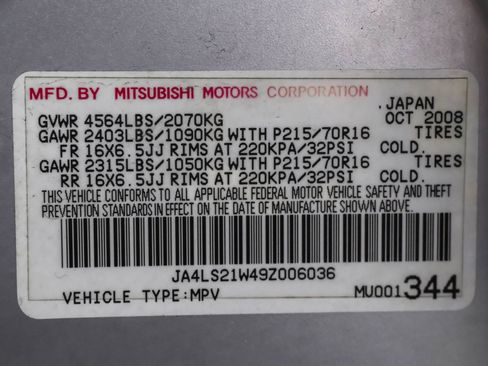 MFD. BY MITSUBISHI MOTORS CORPORATION
JAPAN
GVWR 4564LBS/2070KG OCT 2008
GAWR 2403LBS/1090KG WITH P215/70R16 TIRES
FR 16X6.5JJ RIMS AT 220KPA/32PSI COLD.
GAWR 2315LBS/1050KG WITH P215/70R16 TIRES
RR 16X6.5JJ RIMS AT 220KPA/32PSI COLD.
THIS VEHICLE CONFORMS TO ALL APPLICABLE FEDERAL MOTOR VEHICLE SAFETY AND THEFT
PREVENTION STANDARDS IN EFFECT ON THE DATE OF MANUFACTURE SHOWN ABOVE.
JA4LS21W49Z006036
VEHICLE TYPE:MPV MU001344